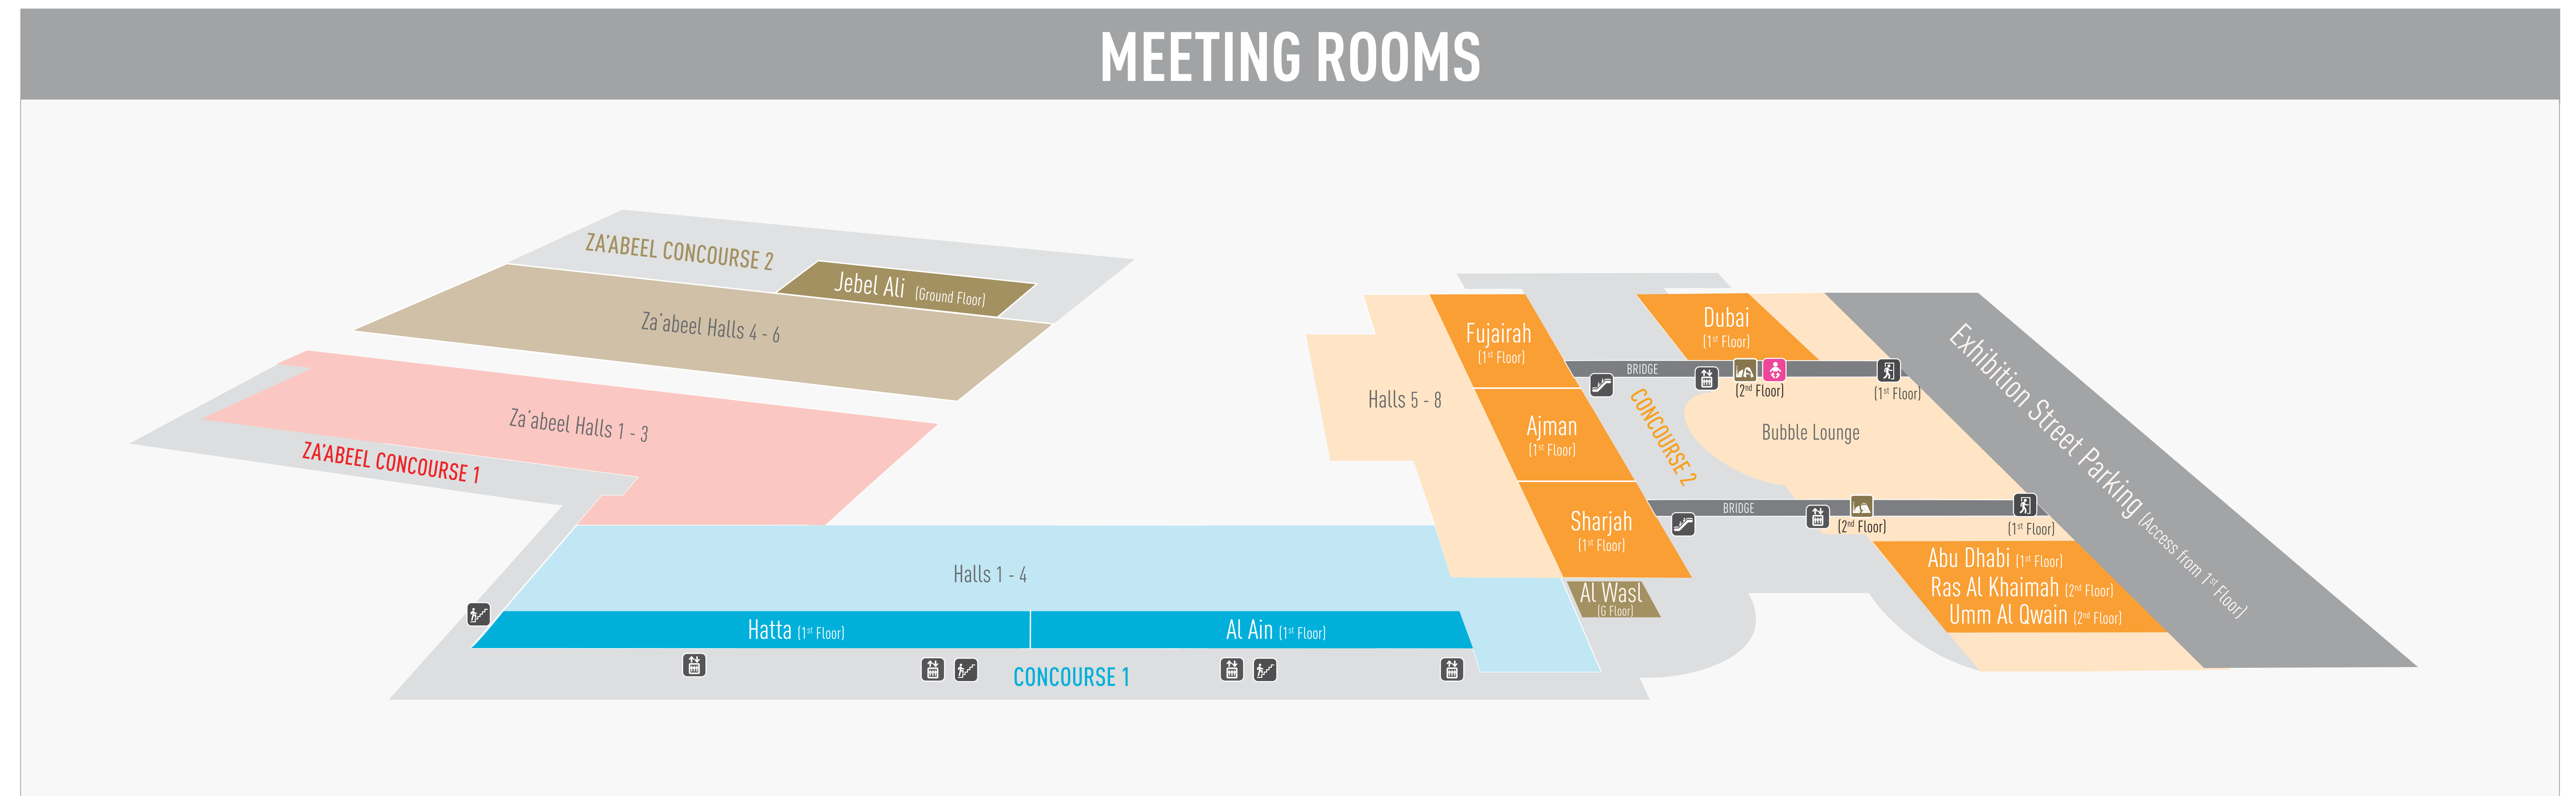 MEETING ROOMS
ZA'ABEEL CONCOURSE 2
Jebel Ali (Ground Floor)
Za'abeel Halls 4 - 6
Za'abeel Halls 1 - 3
ZA'ABEEL CONCOURSE 1
Halls 1 - 4
Hatta (1st Floor)
Al Ain (1st Floor)
CONCOURSE 1
Halls 5 - 8
Fujairah
(1st Floor)
Ajman
(1st Floor)
Sharjah
(1st Floor)
Al Wasl
(G Floor)
CONCOURSE 2
Dubai
(1st Floor)
BRIDGE
(2nd Floor)
(1st Floor)
Bubble Lounge
BRIDGE
(2nd Floor)
(1st Floor)
Abu Dhabi (1st Floor)
Ras Al Khaimah (2nd Floor)
Umm Al Qwain (2nd Floor)
Exhibition Street Parking (Access from 1st Floor)